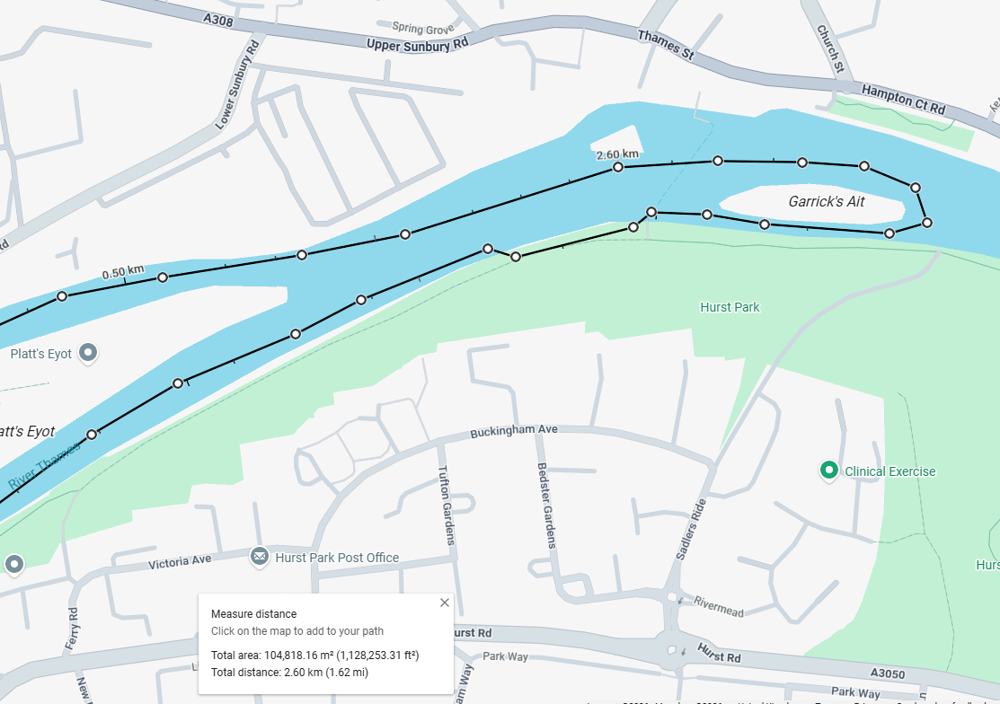 A308
Spring Grove
Upper Sunbury Rd
Thames St
Church St
Lower Sunbury Rd
Hampton Ct Rd
2.60 km
Garrick's Ait
0.50 km
Hurst Park
Platt's Eyot
att's Eyot
Buckingham Ave
River Thames
Tufton Gardens
Bedster Gardens
Clinical Exercise
Sadlers Ride
Victoria Ave
Hurst Park Post Office
Hurs
Ferry Rd
Rivermead
Measure distance
Click on the map to add to your path
Total area: 104,818.16 m² (1,128,253.31 ft²)
Total distance: 2.60 km (1.62 mi)
urst Rd
Hurst Rd
Park Way
A3050
Park Way